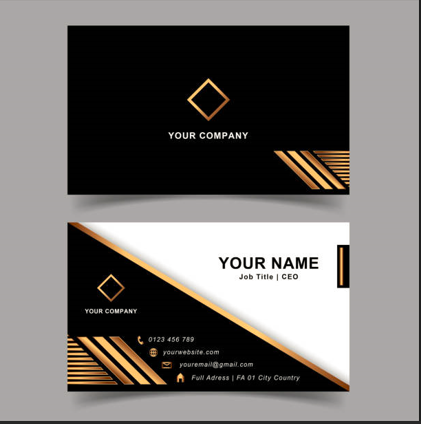 YOUR COMPANY
YOUR NAME
Job Title | CEO
YOUR COMPANY
0123 456 789
yourwebsite.com
youremail@gmail.com
Full Adress | FA 01 City Country